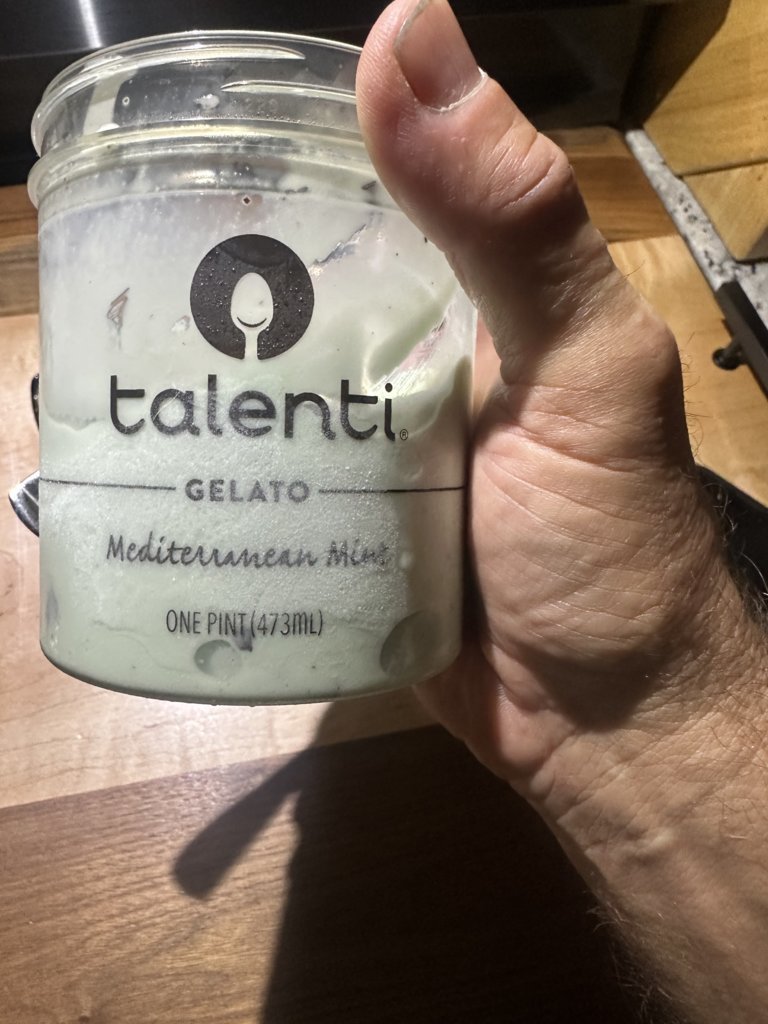 talenti®
GELATO
Mediterranean Mint
ONE PINT (473mL)